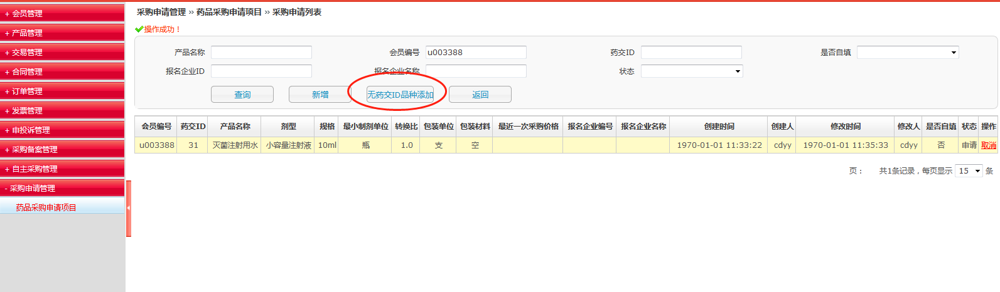 + 会员管理
+ 产品管理
+ 交易管理
+ 合同管理
+ 订单管理
+ 发票管理
+ 申投诉管理
+ 采购备案管理
+ 自主采购管理
- 采购申请管理
药品采购申请项目
采购申请管理 » 药品采购申请项目 » 采购申请列表
操作成功！
产品名称 会员编号 u003388 药交ID 是否自填
报名企业ID 报名企业名称 状态
查询 新增 无药交ID品种添加 返回
会员编号 药交ID 产品名称 剂型 规格 最小制剂单位 转换比 包装单位 包装材料 最近一次采购价格 报名企业编号 报名企业名称 创建时间 创建人 修改时间 修改人 是否自填 状态 操作
u003388 31 灭菌注射用水 小容量注射液 10ml 瓶 1.0 支 空 1970-01-01 11:33:22 cdyy 1970-01-01 11:35:33 cdyy 否 申请 取消
页： 共1条记录，每页显示 15 条